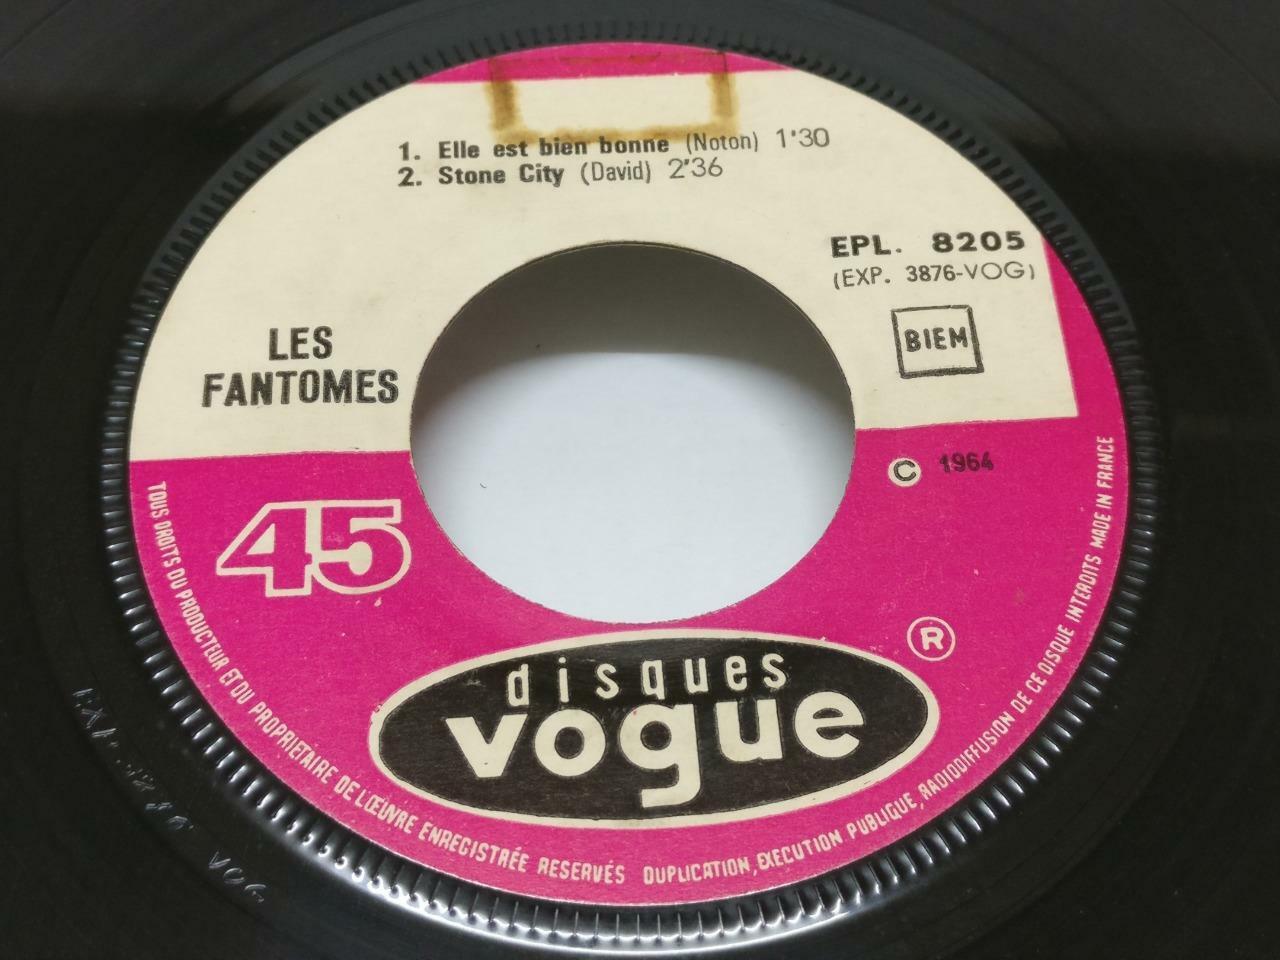 1. Elle est bien bonne (Noton) 1'30
2. Stone City (David) 2'36
EPL. 8205
(EXP. 3876-VOG)
BIEM
LES
FANTOMES
C 1964
45
R
disques
vogue
TOUS DROITS DU PRODUCTEUR ET DU PROPRIETAIRE DE L'ŒUVRE ENREGISTRÉE RESERVÉS DUPLICATION, EXECUTION PUBLIQUE, RADIODIFFUSION DE CE DISQUE INTERDITS MADE IN FRANCE